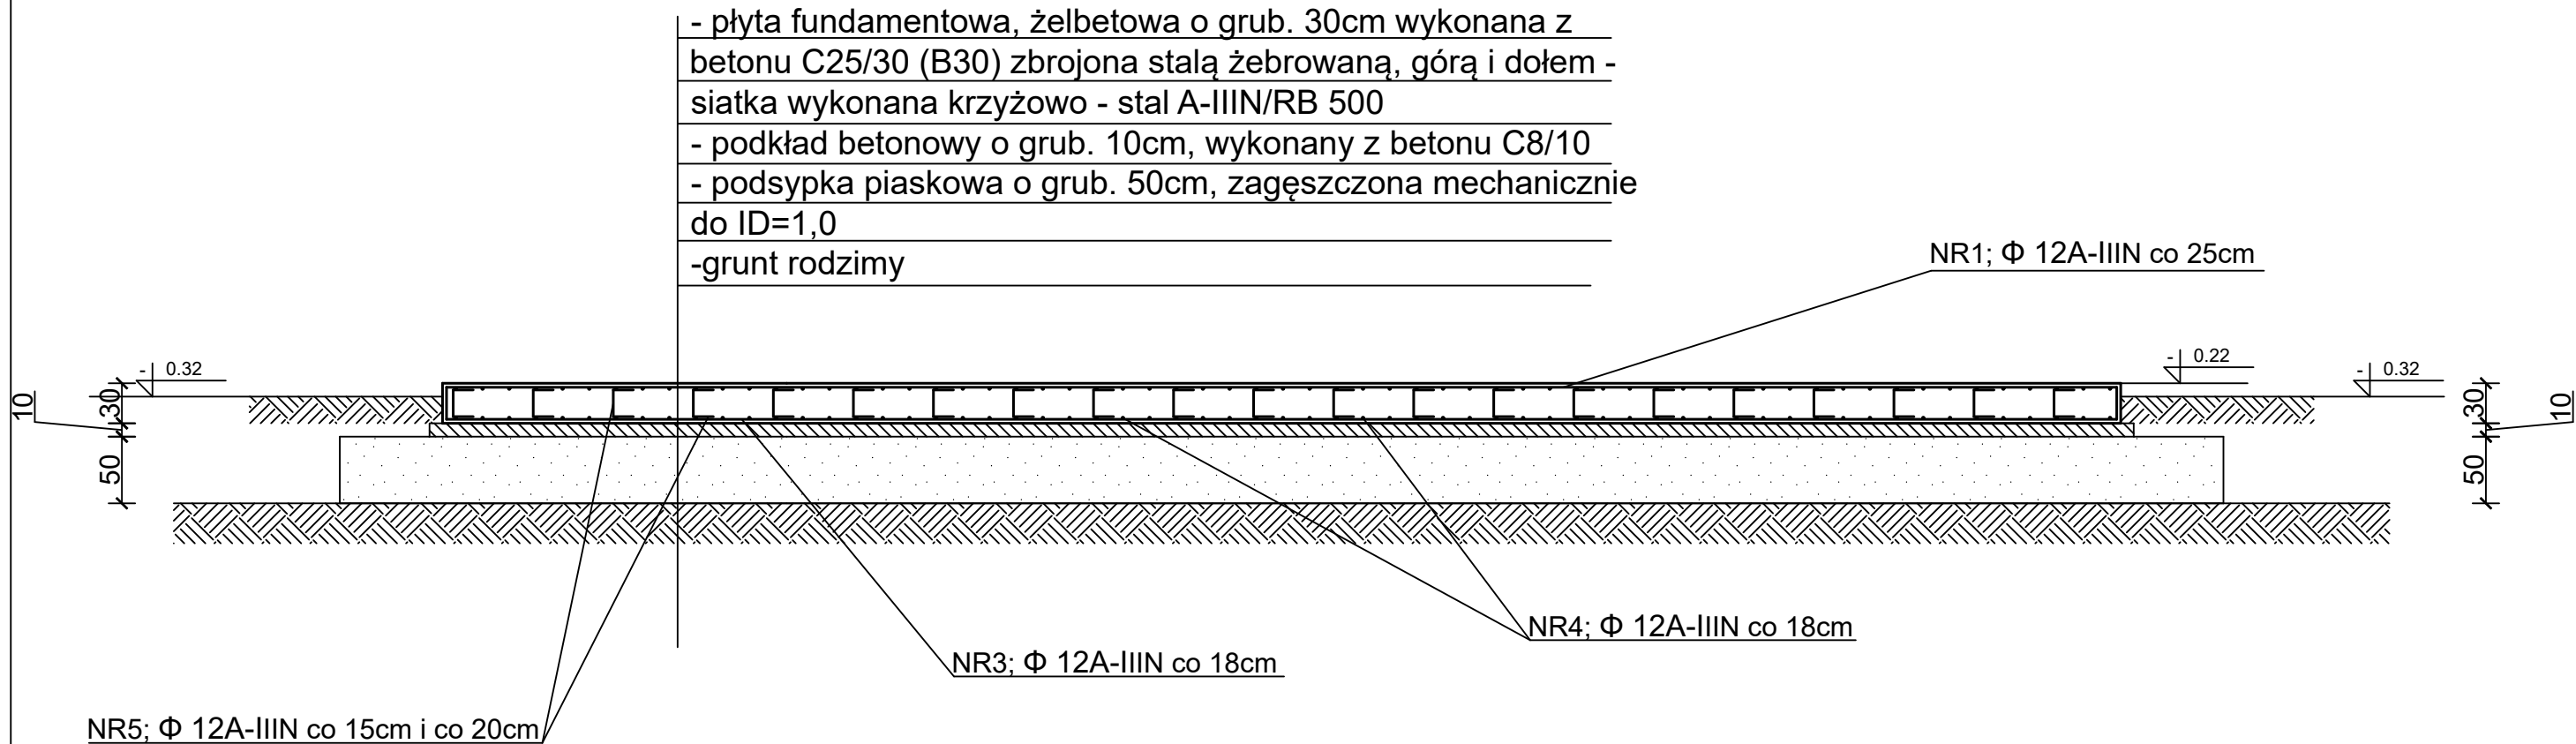 - płyta fundamentowa, żelbetowa o grub. 30cm wykonana z
betonu C25/30 (B30) zbrojona stalą żebrowaną, górą i dołem -
siatka wykonana krzyżowo - stal A-IIIN/RB 500
- podkład betonowy o grub. 10cm, wykonany z betonu C8/10
- podsypka piaskowa o grub. 50cm, zagęszczona mechanicznie
do ID=1,0
-grunt rodzimy
NR1; Φ 12A-IIIN co 25cm
- 0.32
- 0.22
- 0.32
10
30
50
30
10
50
NR4; Φ 12A-IIIN co 18cm
NR3; Φ 12A-IIIN co 18cm
NR5; Φ 12A-IIIN co 15cm i co 20cm